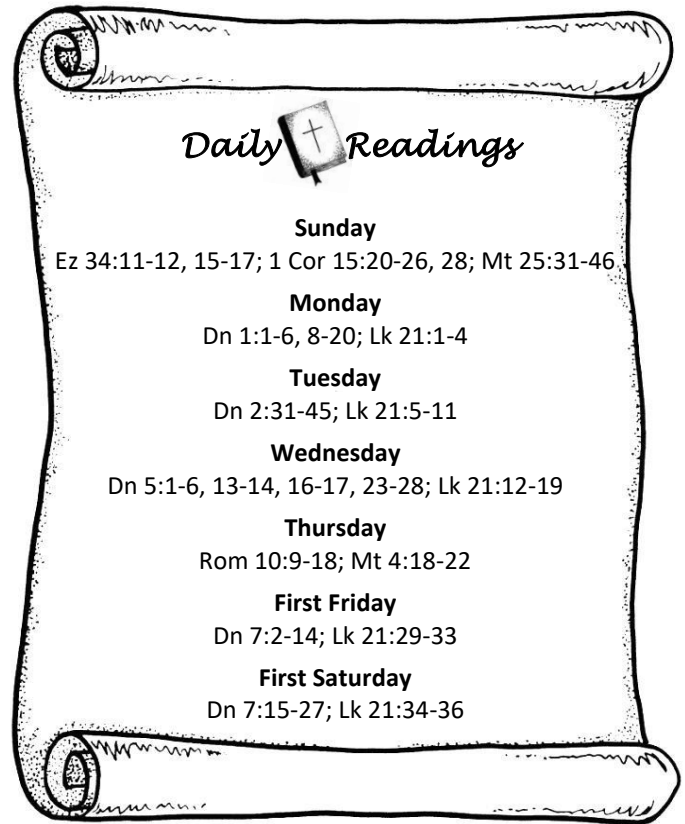 Daily Readings
Sunday
Ez 34:11-12, 15-17; 1 Cor 15:20-26, 28; Mt 25:31-46
Monday
Dn 1:1-6, 8-20; Lk 21:1-4
Tuesday
Dn 2:31-45; Lk 21:5-11
Wednesday
Dn 5:1-6, 13-14, 16-17, 23-28; Lk 21:12-19
Thursday
Rom 10:9-18; Mt 4:18-22
First Friday
Dn 7:2-14; Lk 21:29-33
First Saturday
Dn 7:15-27; Lk 21:34-36